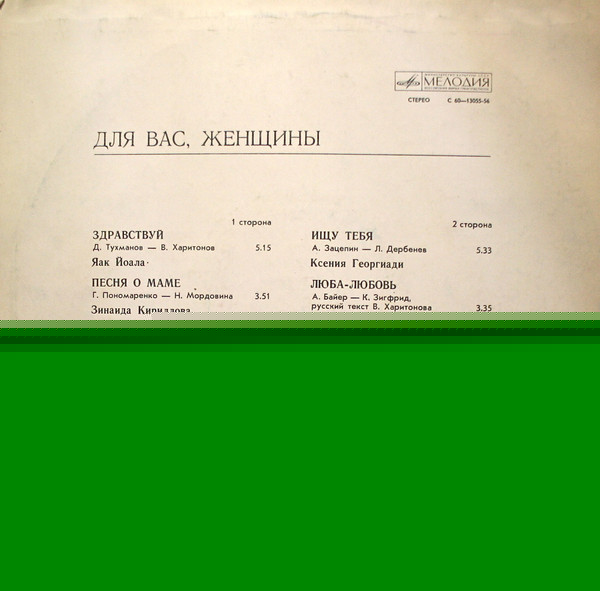 МЕЛОДИЯ
СТЕРЕО С 60—13055-56
ДЛЯ ВАС, ЖЕНЩИНЫ
1 сторона
ЗДРАВСТВУЙ
Д. Тухманов — В. Харитонов 5.15
Яак Йоала
ПЕСНЯ О МАМЕ
Г. Пономаренко — Н. Мордовина 3.51
Зинаида Кириллова
2 сторона
ИЩУ ТЕБЯ
А. Зацепин — Л. Дербенев 5.33
Ксения Георгиади
ЛЮБА-ЛЮБОВЬ
А. Байер — К. Зигфрид,
русский текст В. Харитонова 3.35